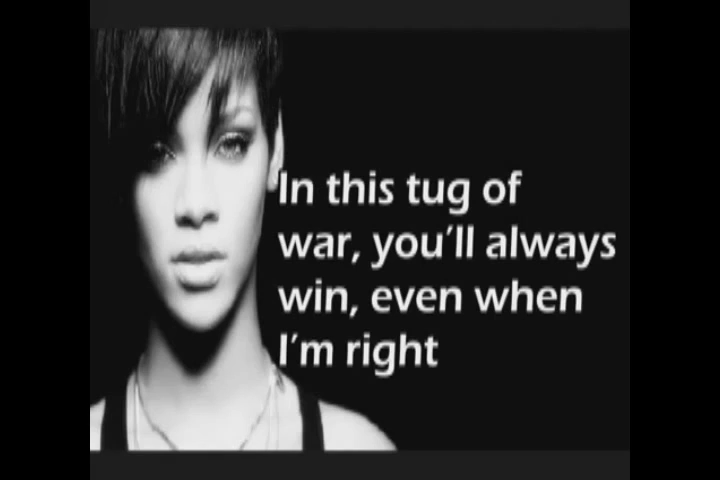 In this tug of
war, you'll always
win, even when
I'm right